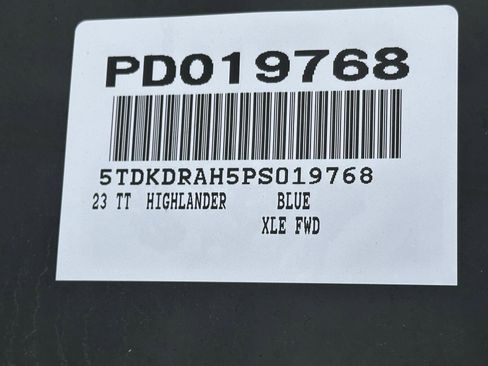 PD019768
5TDKDRAH5PS019768
23 TT HIGHLANDER BLUE
XLE FWD